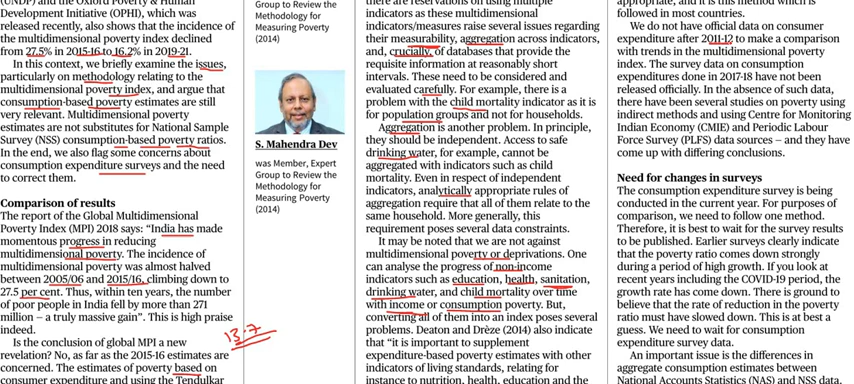 (UNDP) and the Oxford Poverty & Human
Development Initiative (OPHI), which was
released recently, also shows that the incidence of
the multidimensional poverty index declined
from 27.5% in 2015-16 to 16.2% in 2019-21.
In this context, we briefly examine the issues,
particularly on methodology relating to the
multidimensional poverty index, and argue that
consumption-based poverty estimates are still
very relevant. Multidimensional poverty
estimates are not substitutes for National Sample
Survey (NSS) consumption-based poverty ratios.
In the end, we also flag some concerns about
consumption expenditure surveys and the need
to correct them.
Comparison of results
The report of the Global Multidimensional
Poverty Index (MPI) 2018 says: “India has made
momentous progress in reducing
multidimensional poverty. The incidence of
multidimensional poverty was almost halved
between 2005/06 and 2015/16, climbing down to
27.5 per cent. Thus, within ten years, the number
of poor people in India fell by more than 271
million – a truly massive gain”. This is high praise
indeed.
Is the conclusion of global MPI a new
revelation? No, as far as the 2015-16 estimates are
concerned. The estimates of poverty based on
consumer expenditure and using the Tendulkar
13.7
Group to Review the
Methodology for
Measuring Poverty
(2014)
S. Mahendra Dev
was Member, Expert
Group to Review the
Methodology for
Measuring Poverty
(2014)
there are reservations on using multiple
indicators as these multidimensional
indicators/measures raise several issues regarding
their measurability, aggregation across indicators,
and, crucially, of databases that provide the
requisite information at reasonably short
intervals. These need to be considered and
evaluated carefully. For example, there is a
problem with the child mortality indicator as it is
for population groups and not for households.
Aggregation is another problem. In principle,
they should be independent. Access to safe
drinking water, for example, cannot be
aggregated with indicators such as child
mortality. Even in respect of independent
indicators, analytically appropriate rules of
aggregation require that all of them relate to the
same household. More generally, this
requirement poses several data constraints.
It may be noted that we are not against
multidimensional poverty or deprivations. One
can analyse the progress of non-income
indicators such as education, health, sanitation,
drinking water, and child mortality over time
with income or consumption poverty. But,
converting all of them into an index poses several
problems. Deaton and Drèze (2014) also indicate
that “it is important to supplement
expenditure-based poverty estimates with other
indicators of living standards, relating for
instance to nutrition, health, education and the
appropriate, and it is this method which is
followed in most countries.
We do not have official data on consumer
expenditure after 2011-12 to make a comparison
with trends in the multidimensional poverty
index. The survey data on consumption
expenditures done in 2017-18 have not been
released officially. In the absence of such data,
there have been several studies on poverty using
indirect methods and using Centre for Monitoring
Indian Economy (CMIE) and Periodic Labour
Force Survey (PLFS) data sources – and they have
come up with differing conclusions.
Need for changes in surveys
The consumption expenditure survey is being
conducted in the current year. For purposes of
comparison, we need to follow one method.
Therefore, it is best to wait for the survey results
to be published. Earlier surveys clearly indicate
that the poverty ratio comes down strongly
during a period of high growth. If you look at
recent years including the COVID-19 period, the
growth rate has come down. There is ground to
believe that the rate of reduction in the poverty
ratio must have slowed down. This is at best a
guess. We need to wait for consumption
expenditure survey data.
An important issue is the differences in
aggregate consumption estimates between
National Accounts Statistics (NAS) and NSS data.